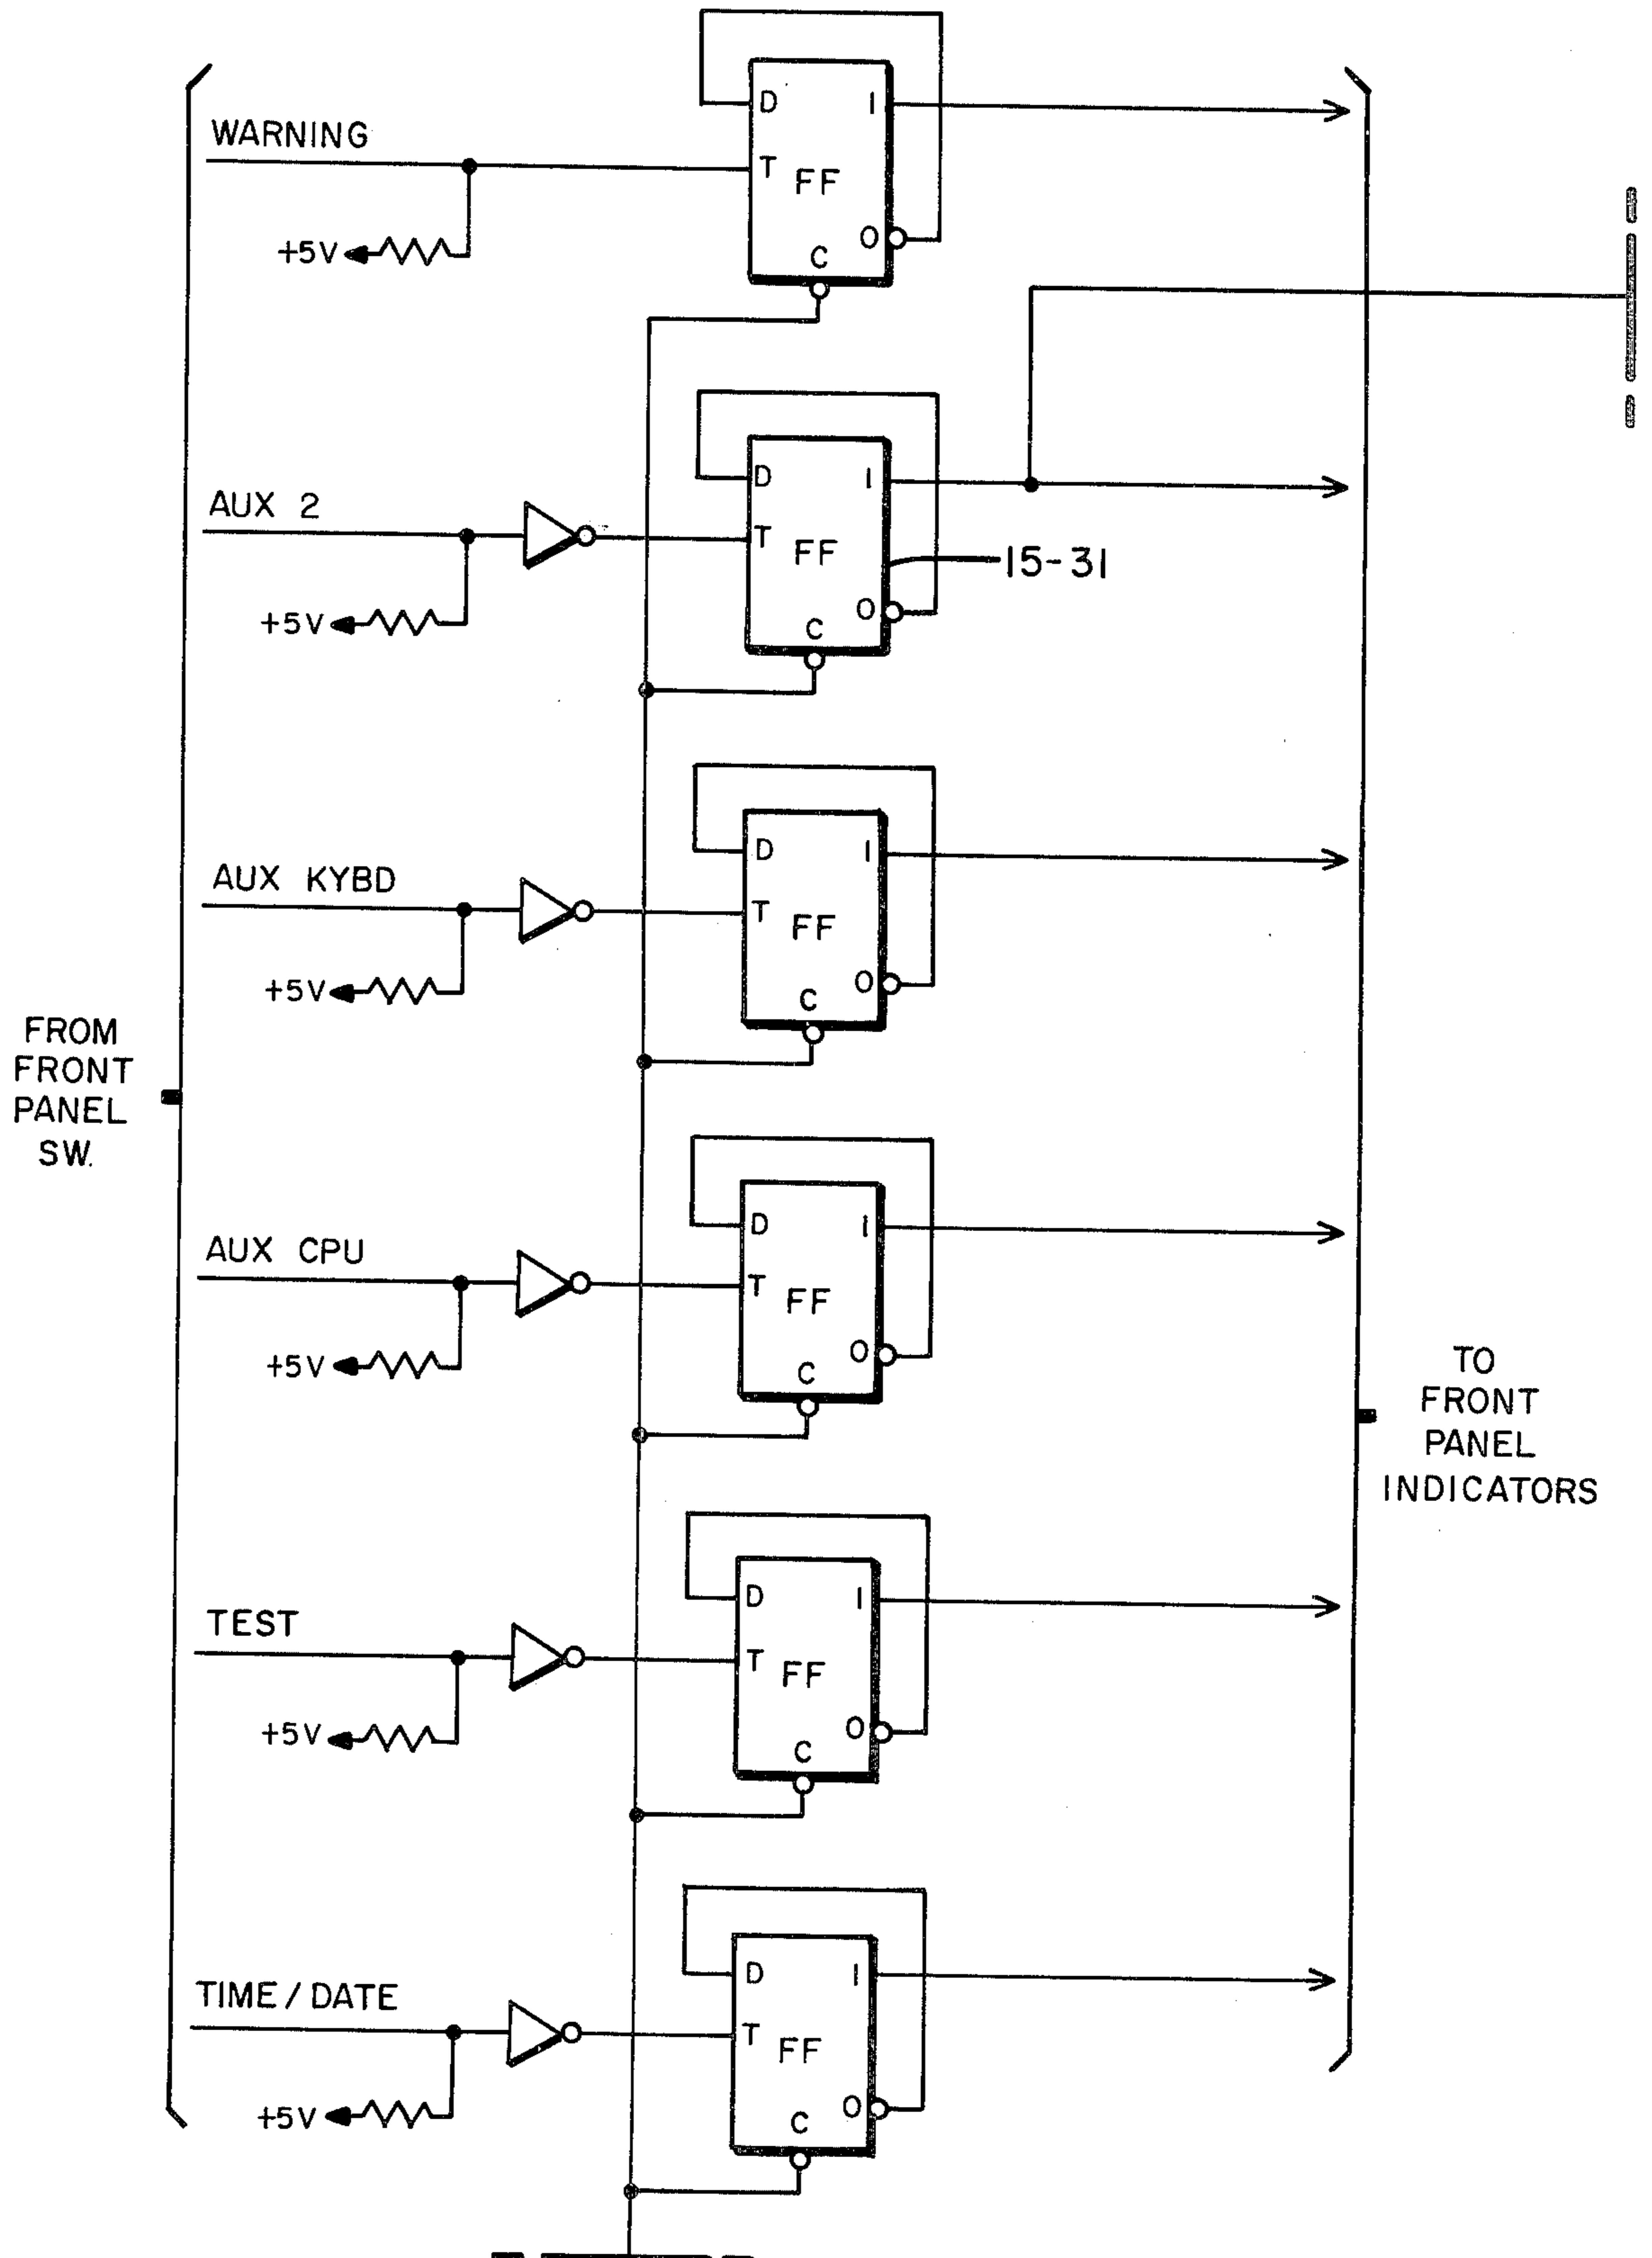 D 1
WARNING
T FF
+5V
C 0
D 1
AUX 2
T FF
15-31
+5V
C 0
D 1
AUX KYBD
T FF
+5V
C 0
FROM
FRONT
PANEL
SW.
D 1
AUX CPU
T FF
+5V
C 0
TO
FRONT
PANEL
INDICATORS
D 1
TEST
T FF
+5V
C 0
D 1
TIME / DATE
T FF
+5V
C 0